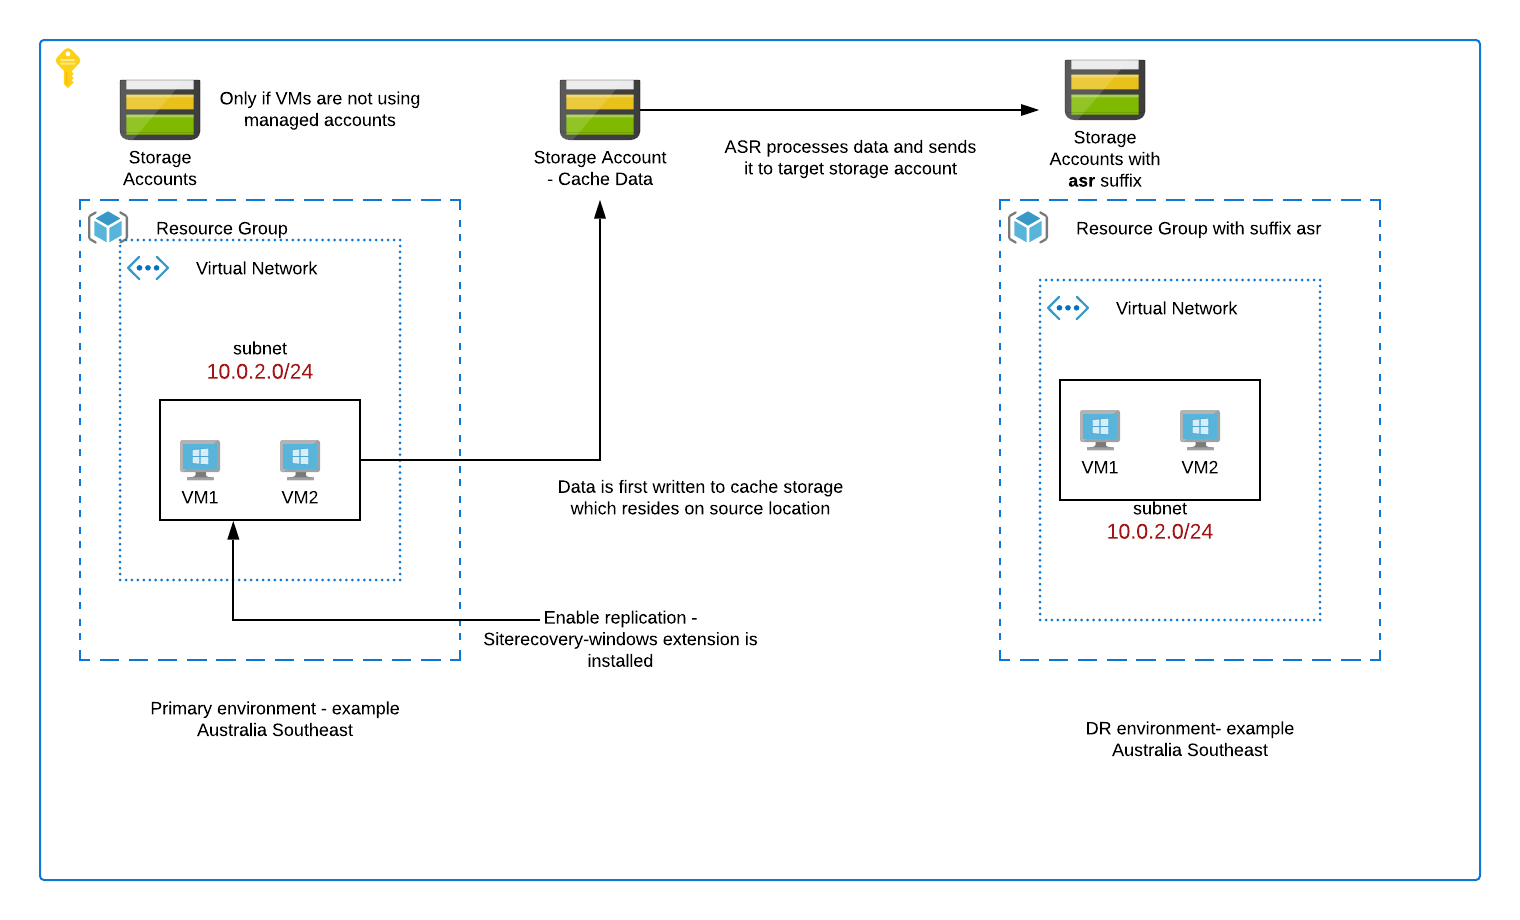 Only if VMs are not using
managed accounts
Storage
Accounts
Storage Account
- Cache Data
ASR processes data and sends
it to target storage account
Storage
Accounts with
asr suffix
Resource Group
Virtual Network
subnet
10.0.2.0/24
VM1
VM2
Resource Group with suffix asr
Virtual Network
VM1
VM2
subnet
10.0.2.0/24
Data is first written to cache storage
which resides on source location
Enable replication -
Siterecovery-windows extension is
installed
Primary environment - example
Australia Southeast
DR environment- example
Australia Southeast